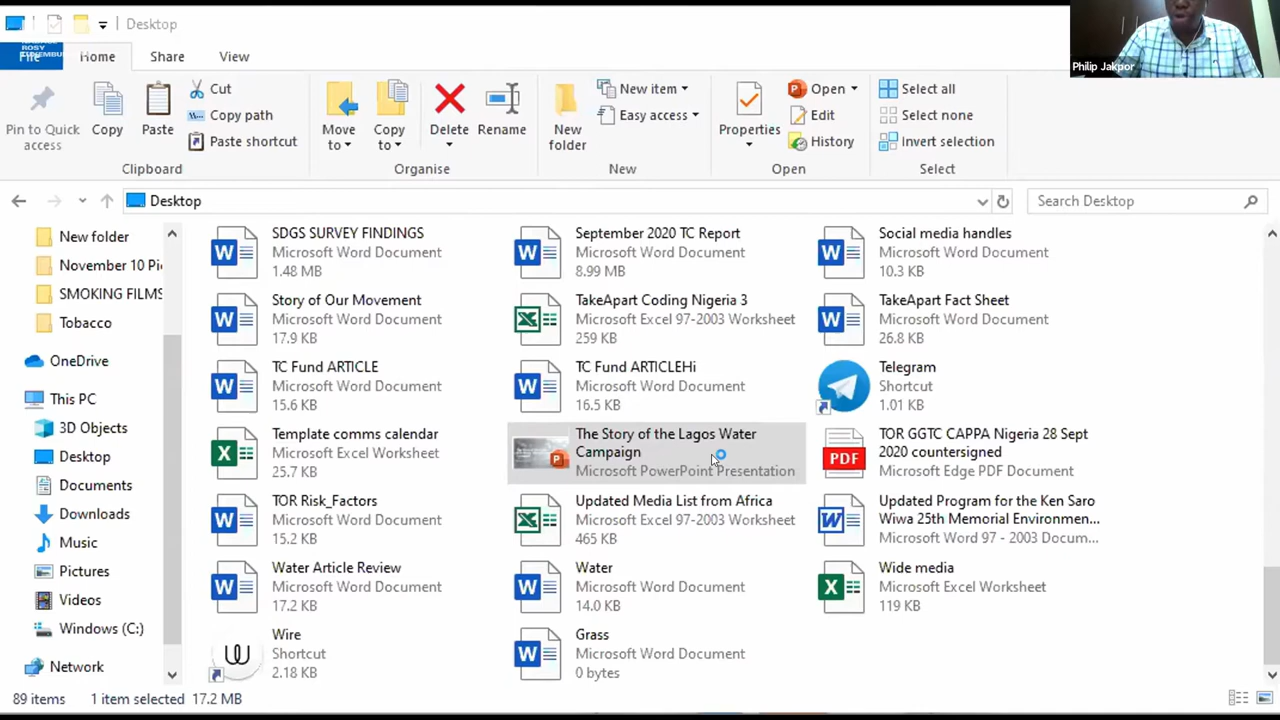 Desktop
Philip Jakpor
ROSY
File
Home
Share
View
Pin to Quick
access
Copy
Paste
Cut
Copy path
Paste shortcut
Clipboard
Move
to
Copy
to
Delete
Rename
Organise
New
folder
New item
Easy access
New
Properties
Open
Edit
History
Open
Select all
Select none
Invert selection
Select
Desktop
Search Desktop
New folder
November 10 Pi
SMOKING FILMS
Tobacco
OneDrive
This PC
3D Objects
Desktop
Documents
Downloads
Music
Pictures
Videos
Windows (C:)
Network
SDGS SURVEY FINDINGS
Microsoft Word Document
1.48 MB
September 2020 TC Report
Microsoft Word Document
8.99 MB
Social media handles
Microsoft Word Document
10.3 KB
Story of Our Movement
Microsoft Word Document
17.9 KB
TakeApart Coding Nigeria 3
Microsoft Excel 97-2003 Worksheet
259 KB
TakeApart Fact Sheet
Microsoft Word Document
26.8 KB
TC Fund ARTICLE
Microsoft Word Document
15.6 KB
TC Fund ARTICLEHi
Microsoft Word Document
16.5 KB
Telegram
Shortcut
1.01 KB
Template comms calendar
Microsoft Excel Worksheet
25.7 KB
The Story of the Lagos Water
Campaign
Microsoft PowerPoint Presentation
PDF
TOR GGTC CAPPA Nigeria 28 Sept
2020 countersigned
Microsoft Edge PDF Document
TOR Risk_Factors
Microsoft Word Document
15.2 KB
Updated Media List from Africa
Microsoft Excel 97-2003 Worksheet
465 KB
Updated Program for the Ken Saro
Wiwa 25th Memorial Environmen...
Microsoft Word 97 - 2003 Docum...
Water Article Review
Microsoft Word Document
17.2 KB
Water
Microsoft Word Document
14.0 KB
Wide media
Microsoft Excel Worksheet
119 KB
Wire
Shortcut
2.18 KB
Grass
Microsoft Word Document
0 bytes
89 items
1 item selected 17.2 MB